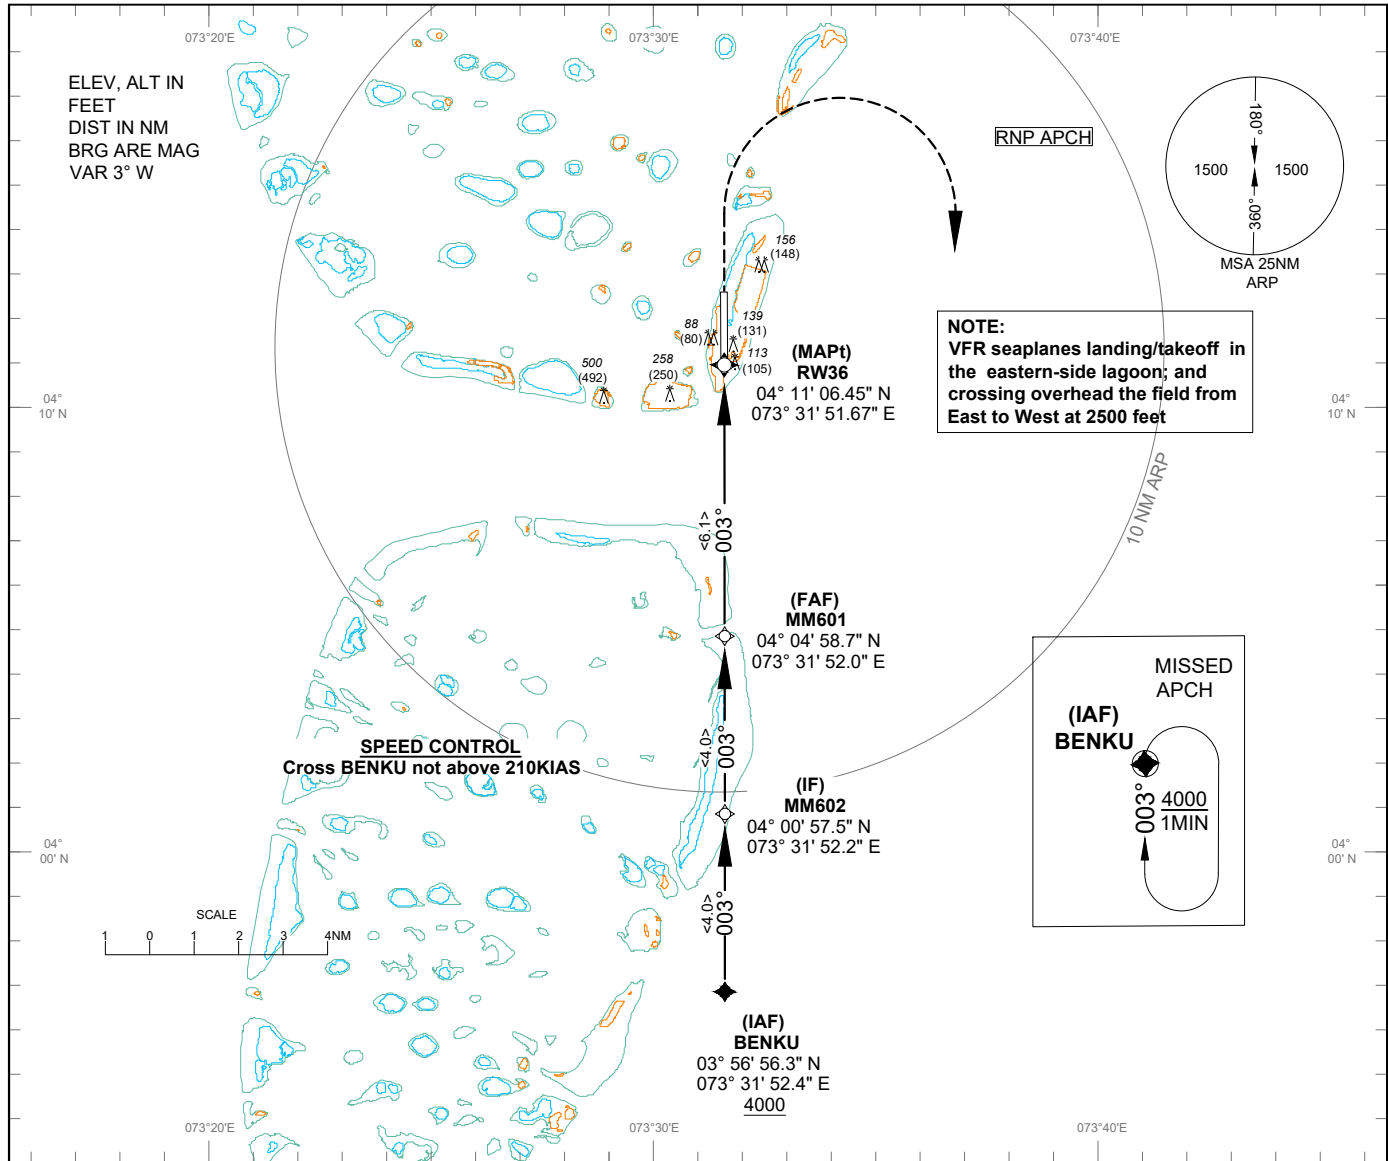 073°20'E
073°30'E
073°40'E
ELEV, ALT IN
FEET
DIST IN NM
BRG ARE MAG
VAR 3° W
RNP APCH
180°
1500
1500
360°
MSA 25NM
ARP
156
(148)
139
(131)
88
(80)
113
(105)
500
(492)
258
(250)
(MAPt)
RW36
04° 11' 06.45" N
073° 31' 51.67" E
NOTE:
VFR seaplanes landing/takeoff in
the eastern-side lagoon; and
crossing overhead the field from
East to West at 2500 feet
04°
10' N
04°
10' N
10 NM ARP
<6.1>
003°
(FAF)
MM601
04° 04' 58.7" N
073° 31' 52.0" E
<4.0>
003°
SPEED CONTROL
Cross BENKU not above 210KIAS
(IF)
MM602
04° 00' 57.5" N
073° 31' 52.2" E
MISSED
APCH
(IAF)
BENKU
003°
4000
1MIN
04°
00' N
04°
00' N
<4.0>
003°
SCALE
1 0 1 2 3 4NM
(IAF)
BENKU
03° 56' 56.3" N
073° 31' 52.4" E
4000
073°20'E
073°30'E
073°40'E